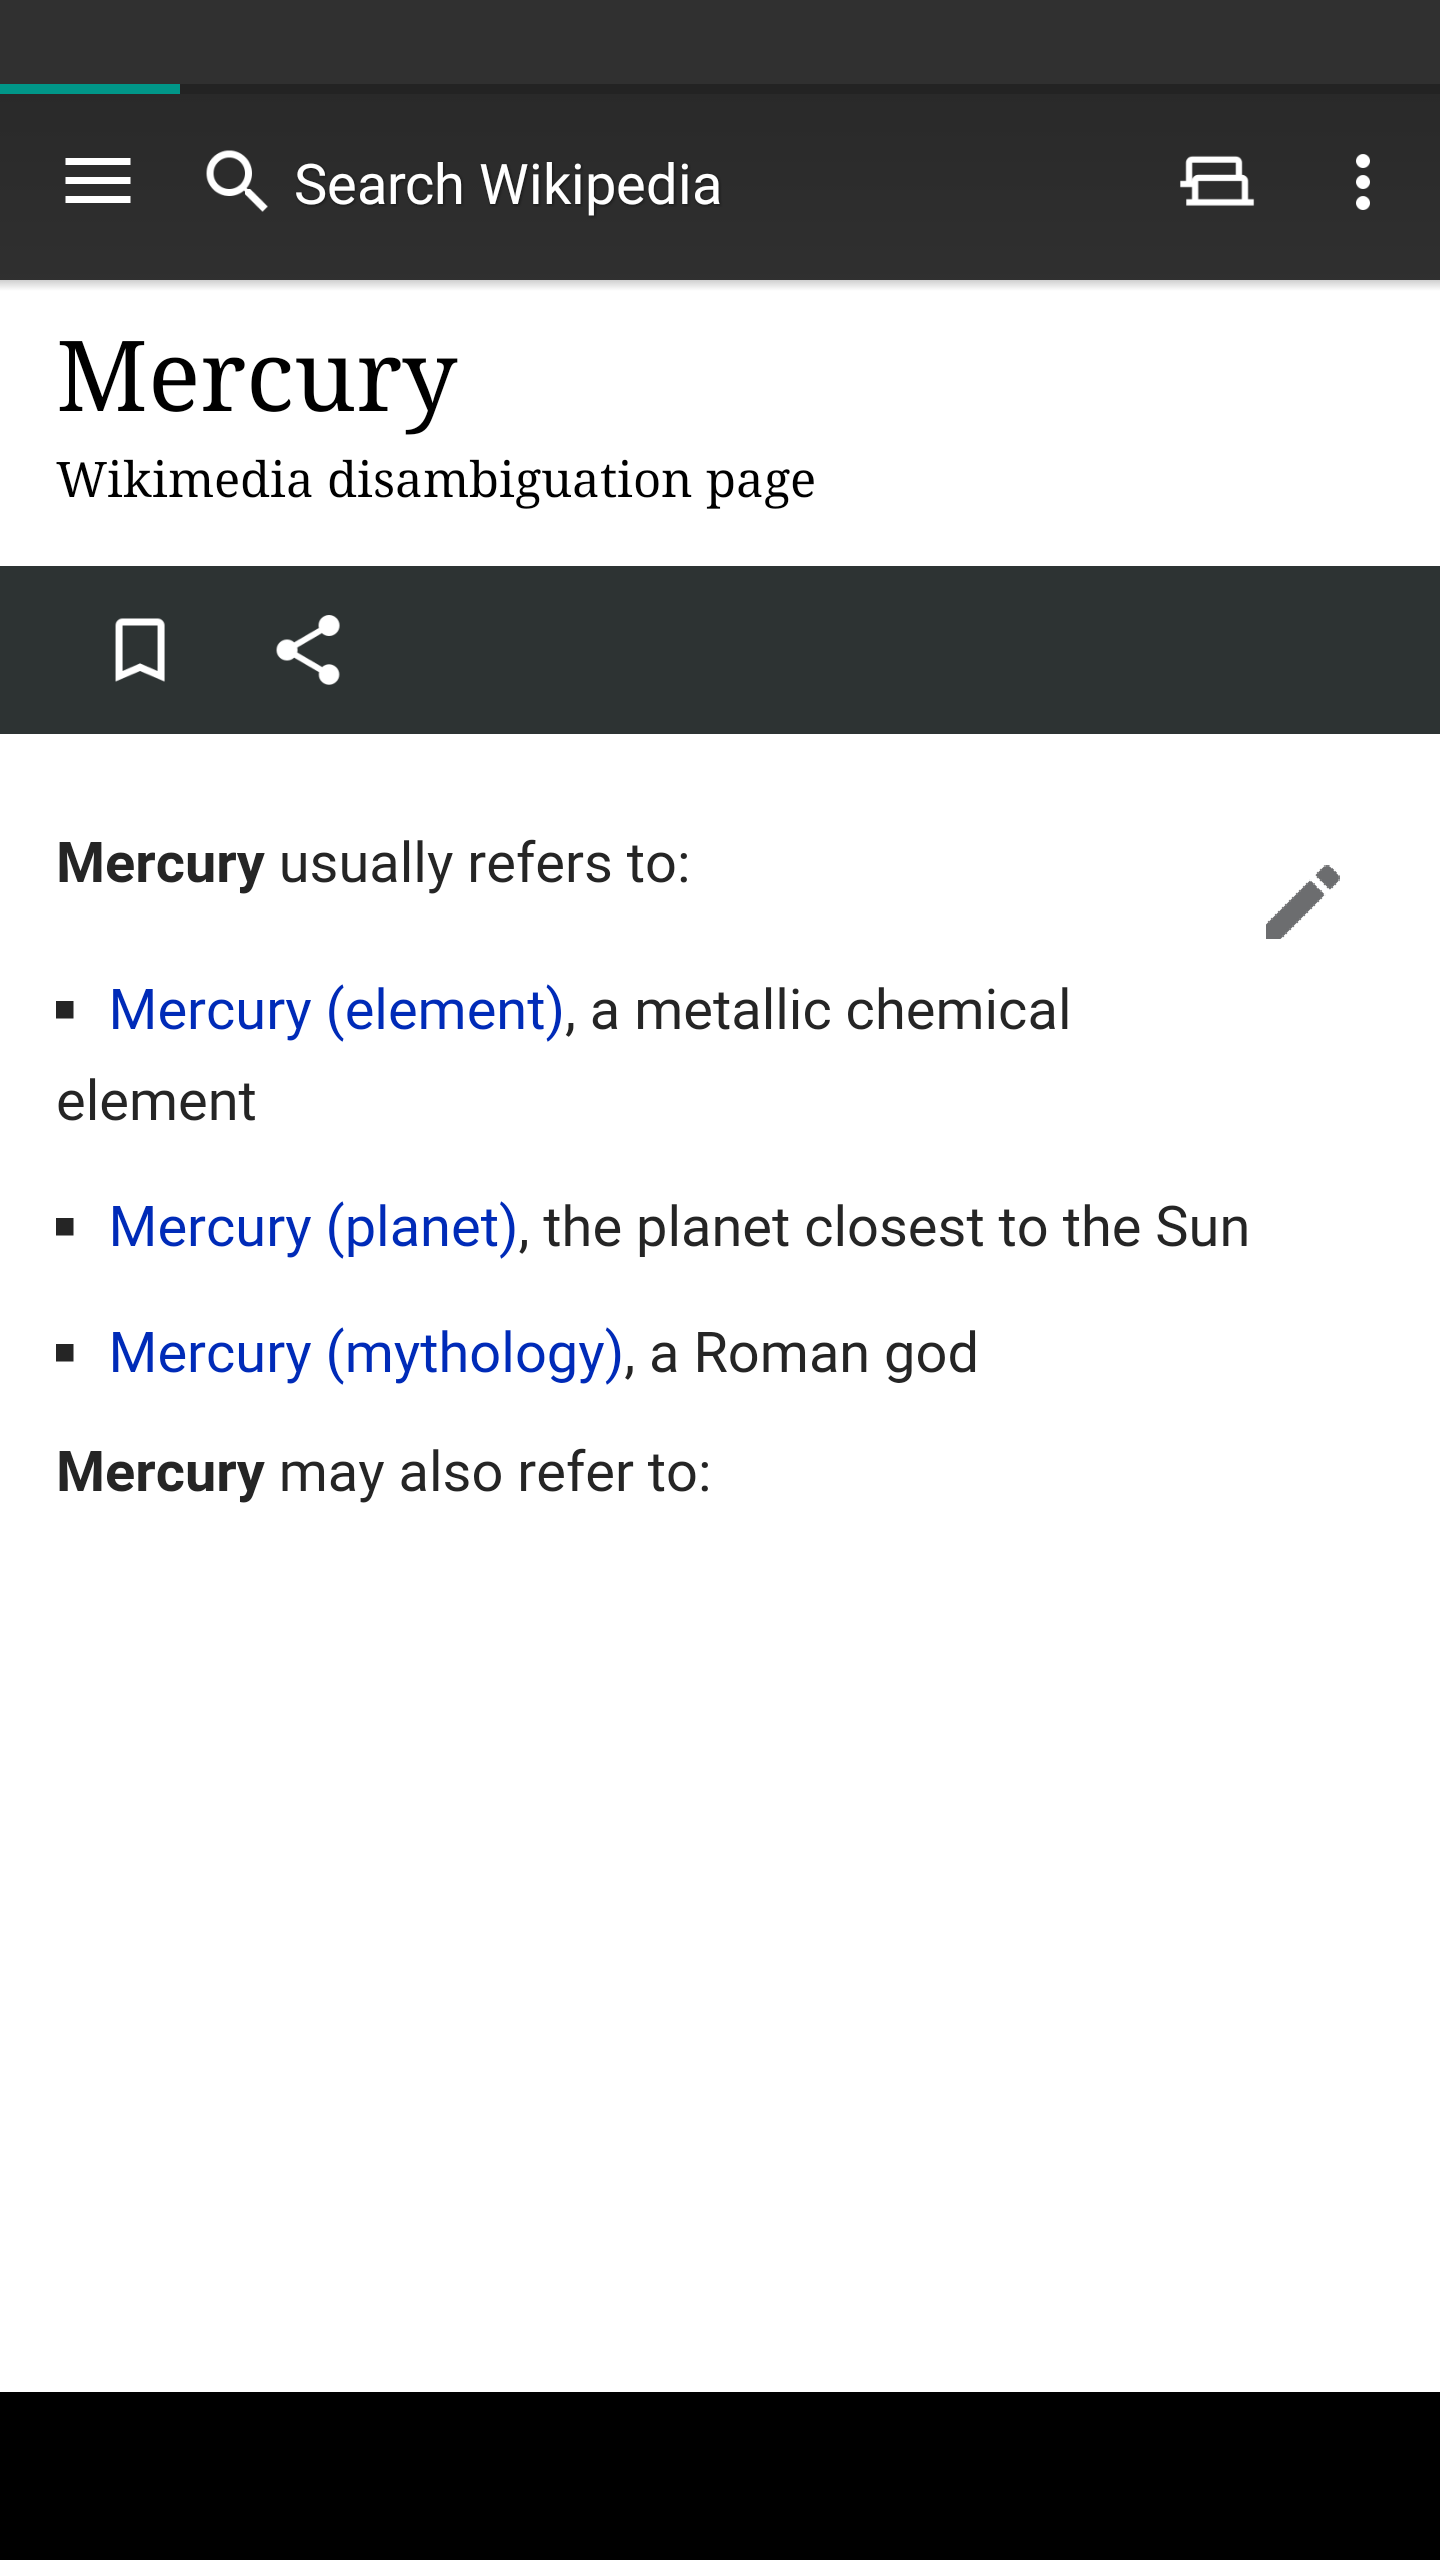 Search Wikipedia
Mercury
Wikimedia disambiguation page
Mercury usually refers to:
▪ Mercury (element), a metallic chemical
element
▪ Mercury (planet), the planet closest to the Sun
▪ Mercury (mythology), a Roman god
Mercury may also refer to: